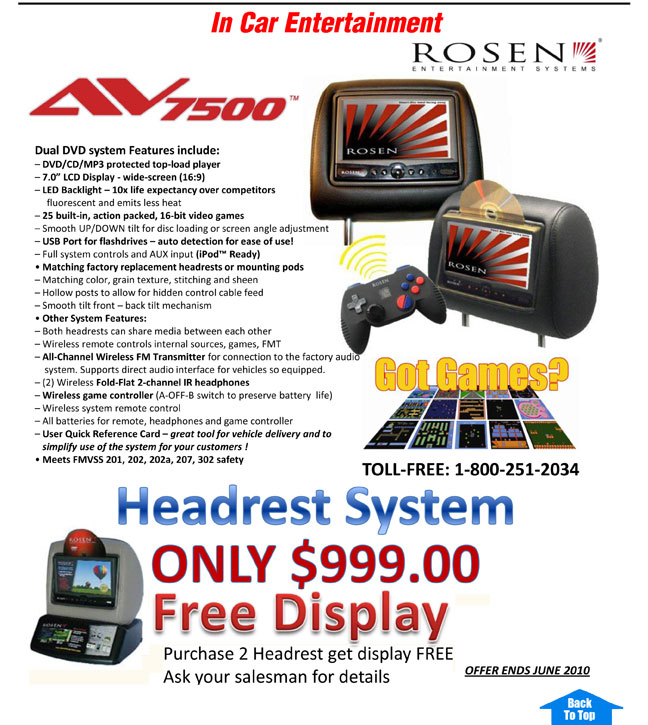 In Car Entertainment
ROSEN®
ENTERTAINMENT SYSTEMS
AV7500™
Dual DVD system Features include:
– DVD/CD/MP3 protected top-load player
– 7.0” LCD Display - wide-screen (16:9)
– LED Backlight – 10x life expectancy over competitors
fluorescent and emits less heat
– 25 built-in, action packed, 16-bit video games
– Smooth UP/DOWN tilt for disc loading or screen angle adjustment
– USB Port for flashdrives – auto detection for ease of use!
– Full system controls and AUX input (iPod™ Ready)
• Matching factory replacement headrests or mounting pods
– Matching color, grain texture, stitching and sheen
– Hollow posts to allow for hidden control cable feed
– Smooth tilt front – back tilt mechanism
• Other System Features:
– Both headrests can share media between each other
– Wireless remote controls internal sources, games, FMT
– All-Channel Wireless FM Transmitter for connection to the factory audio
system. Supports direct audio interface for vehicles so equipped.
– (2) Wireless Fold-Flat 2-channel IR headphones
– Wireless game controller (A-OFF-B switch to preserve battery life)
– Wireless system remote control
– All batteries for remote, headphones and game controller
– User Quick Reference Card – great tool for vehicle delivery and to
simplify use of the system for your customers !
• Meets FMVSS 201, 202, 202a, 207, 302 safety
ROSEN
ROSEN
ROSEN
Got Games?
TOLL-FREE: 1-800-251-2034
Headrest System
ROSEN
ROSEN
ONLY $999.00
Free Display
Purchase 2 Headrest get display FREE
Ask your salesman for details
OFFER ENDS JUNE 2010
Back
To Top